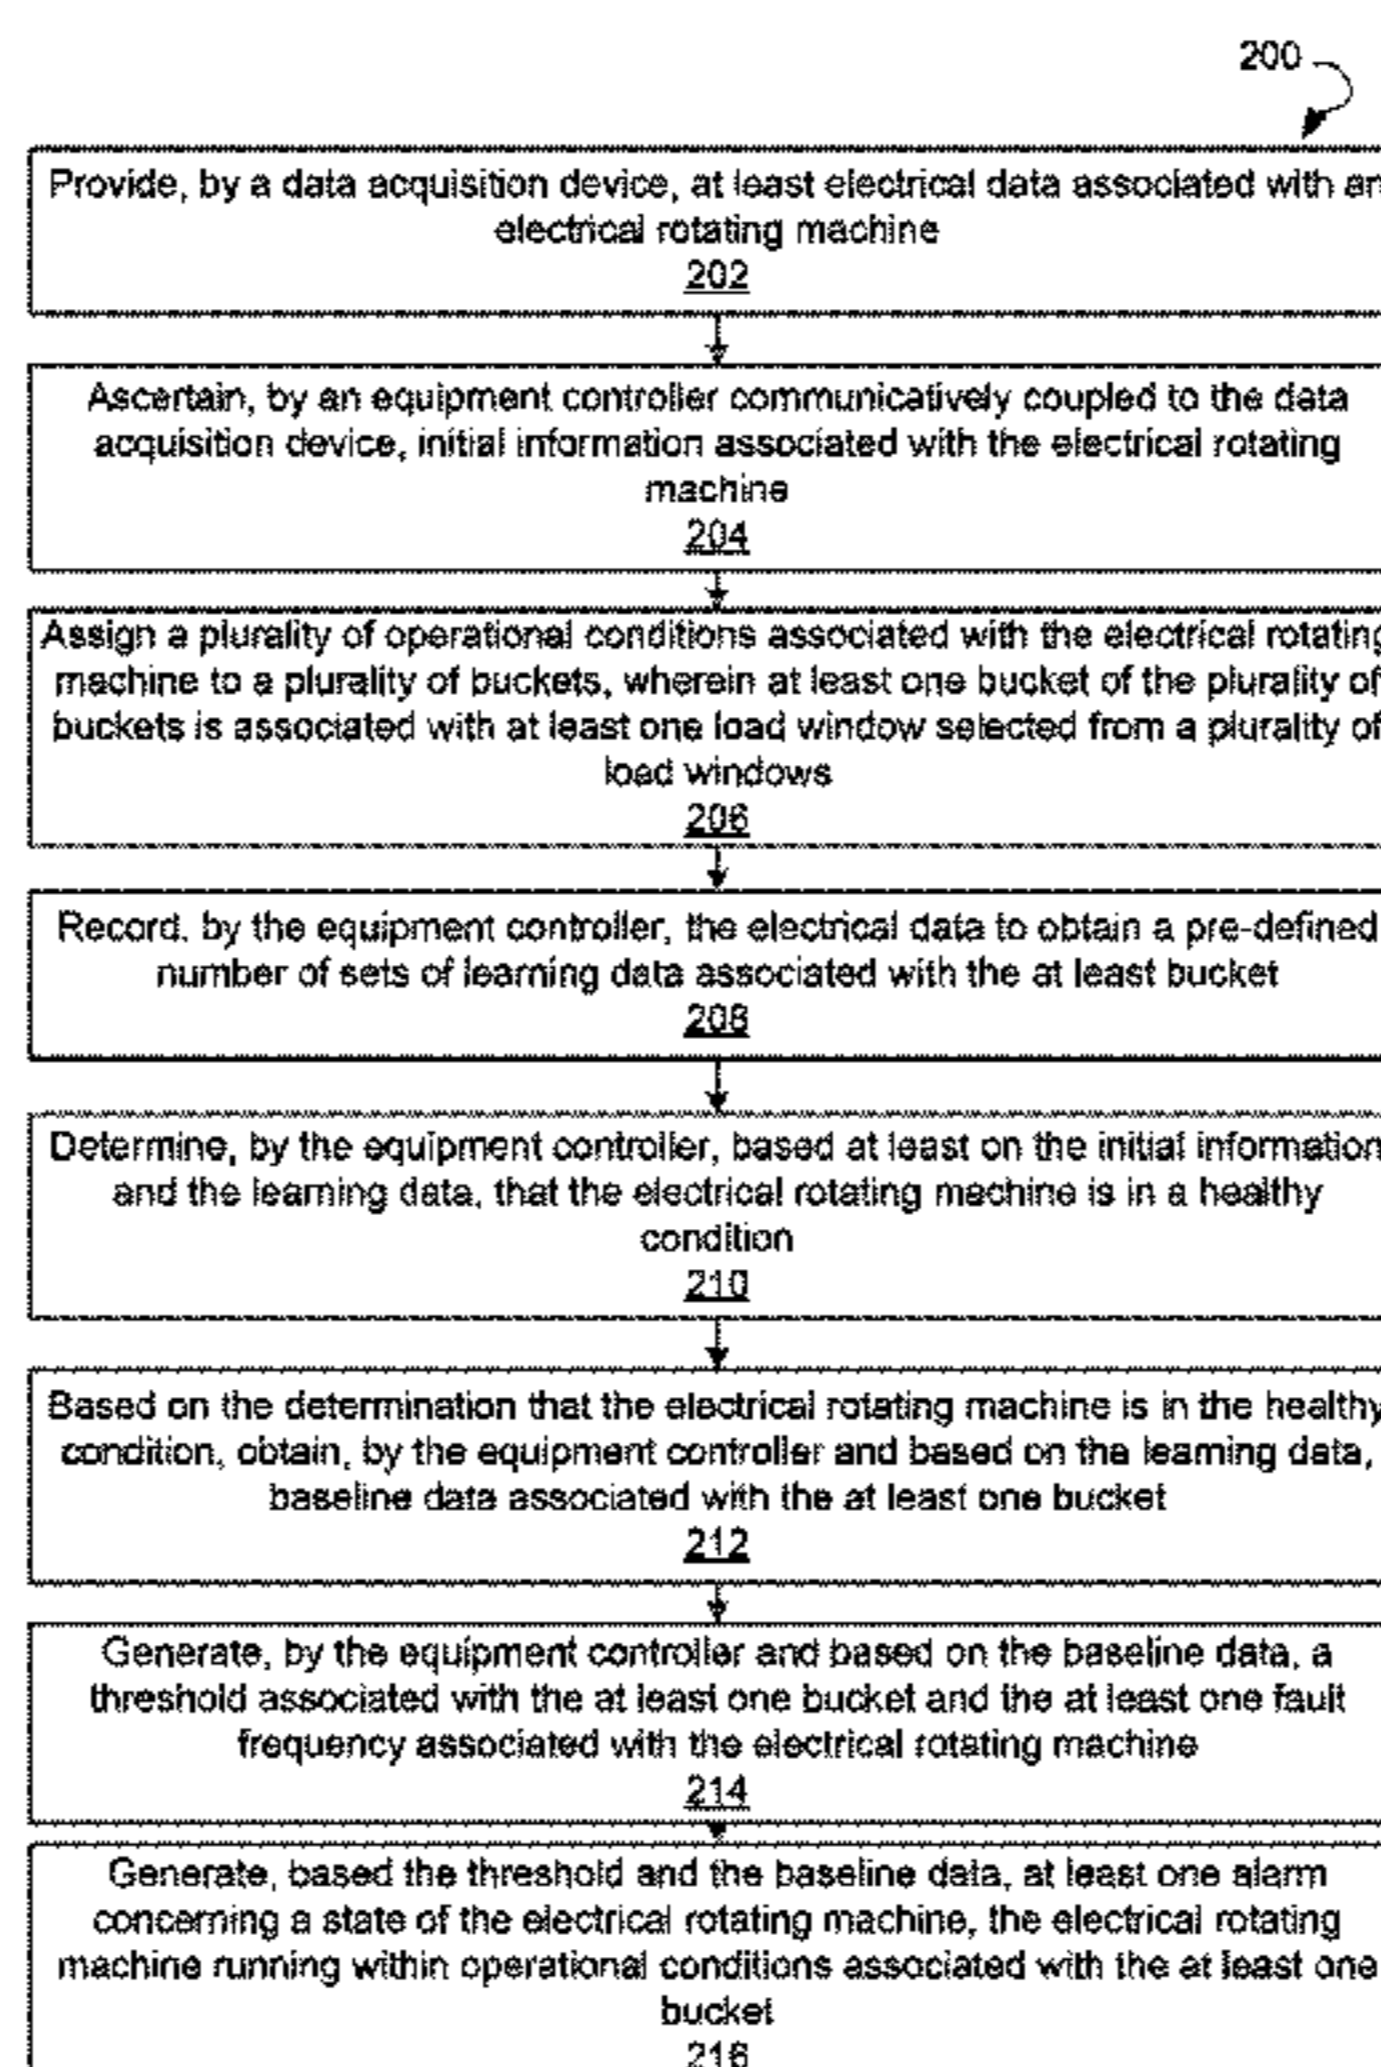 200
Provide, by a data acquisition device, at least electrical data associated with an
electrical rotating machine
202
Ascertain, by an equipment controller communicatively coupled to the data
acquisition device, initial information associated with the electrical rotating
machine
204
Assign a plurality of operational conditions associated with the electrical rotating
machine to a plurality of buckets, wherein at least one bucket of the plurality of
buckets is associated with at least one load window selected from a plurality of
load windows
206
Record, by the equipment controller, the electrical data to obtain a pre-defined
number of sets of learning data associated with the at least bucket
208
Determine, by the equipment controller, based at least on the initial information
and the learning data, that the electrical rotating machine is in a healthy
condition
210
Based on the determination that the electrical rotating machine is in the healthy
condition, obtain, by the equipment controller and based on the learning data,
baseline data associated with the at least one bucket
212
Generate, by the equipment controller and based on the baseline data, a
threshold associated with the at least one bucket and the at least one fault
frequency associated with the electrical rotating machine
214
Generate, based the threshold and the baseline data, at least one alarm
concerning a state of the electrical rotating machine, the electrical rotating
machine running within operational conditions associated with the at least one
bucket
216